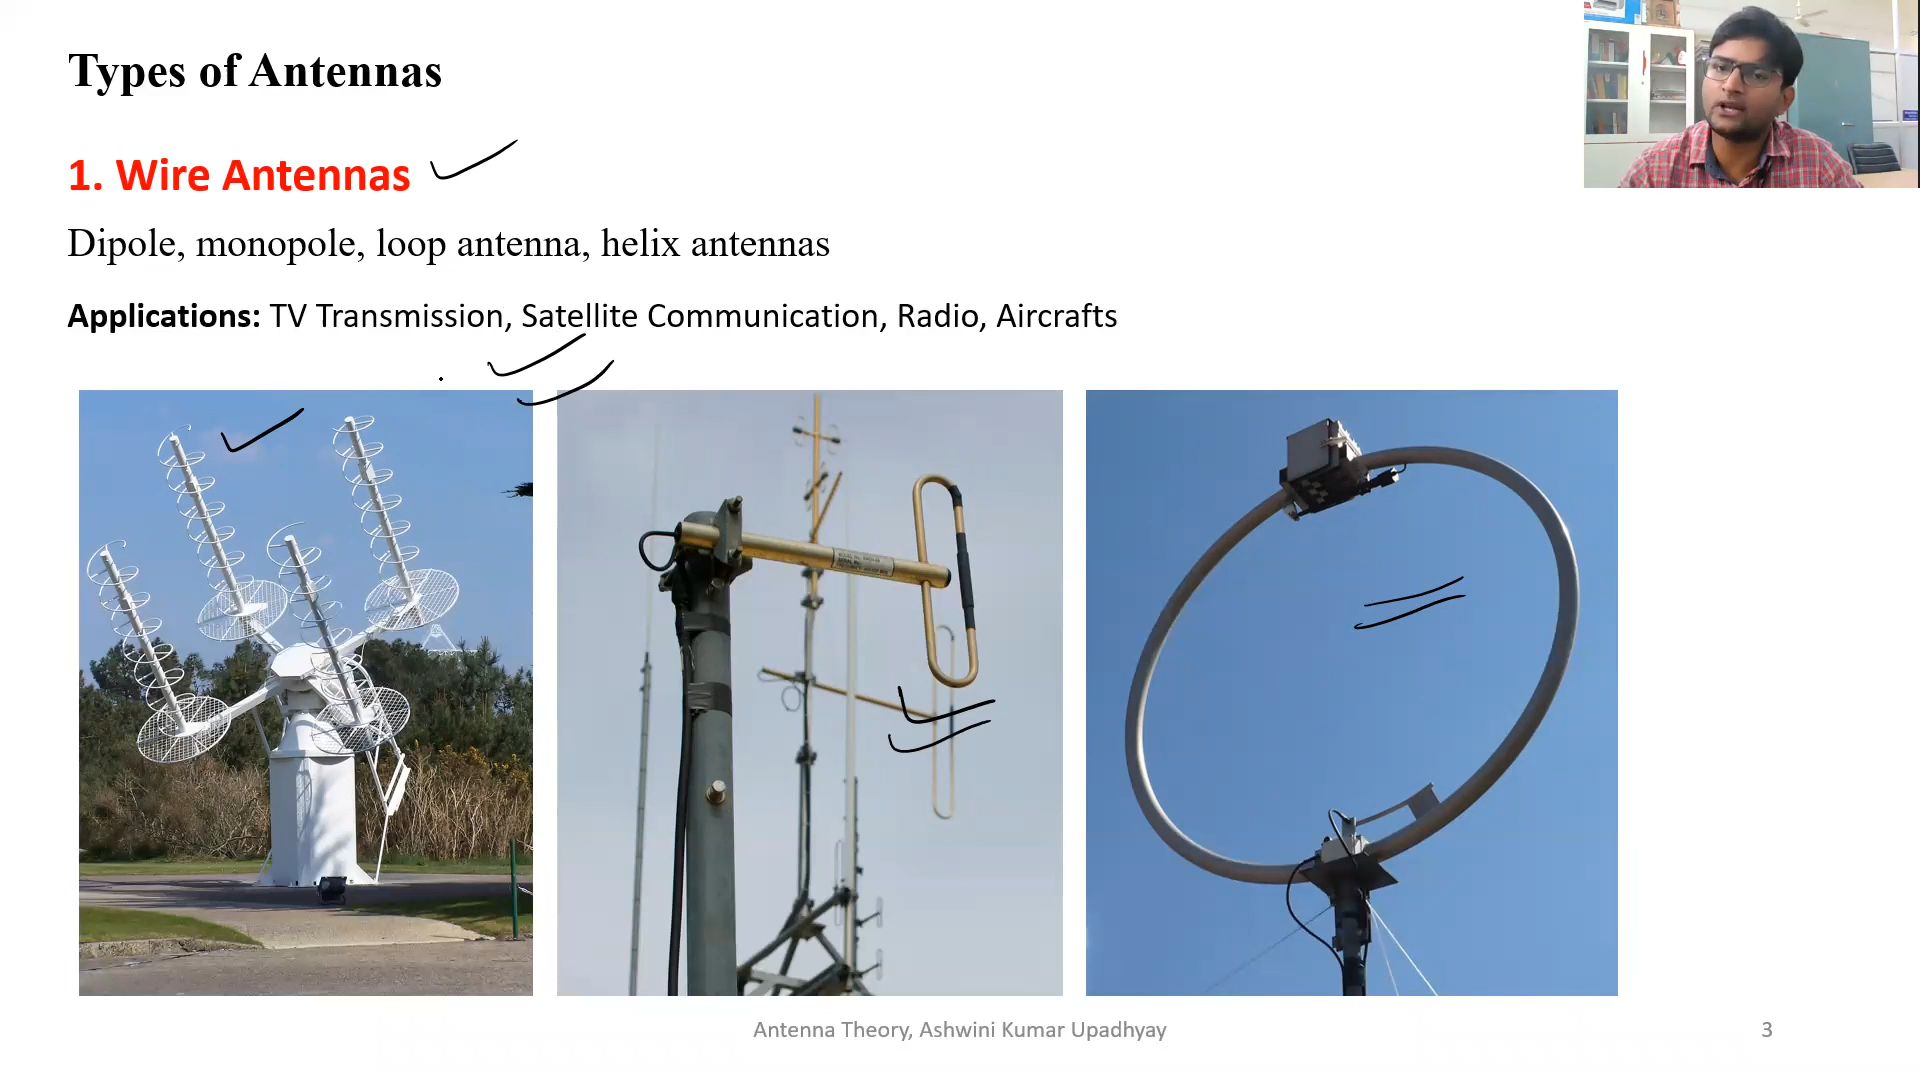 Types of Antennas
1. Wire Antennas
Dipole, monopole, loop antenna, helix antennas
Applications: TV Transmission, Satellite Communication, Radio, Aircrafts
Antenna Theory, Ashwini Kumar Upadhyay
3